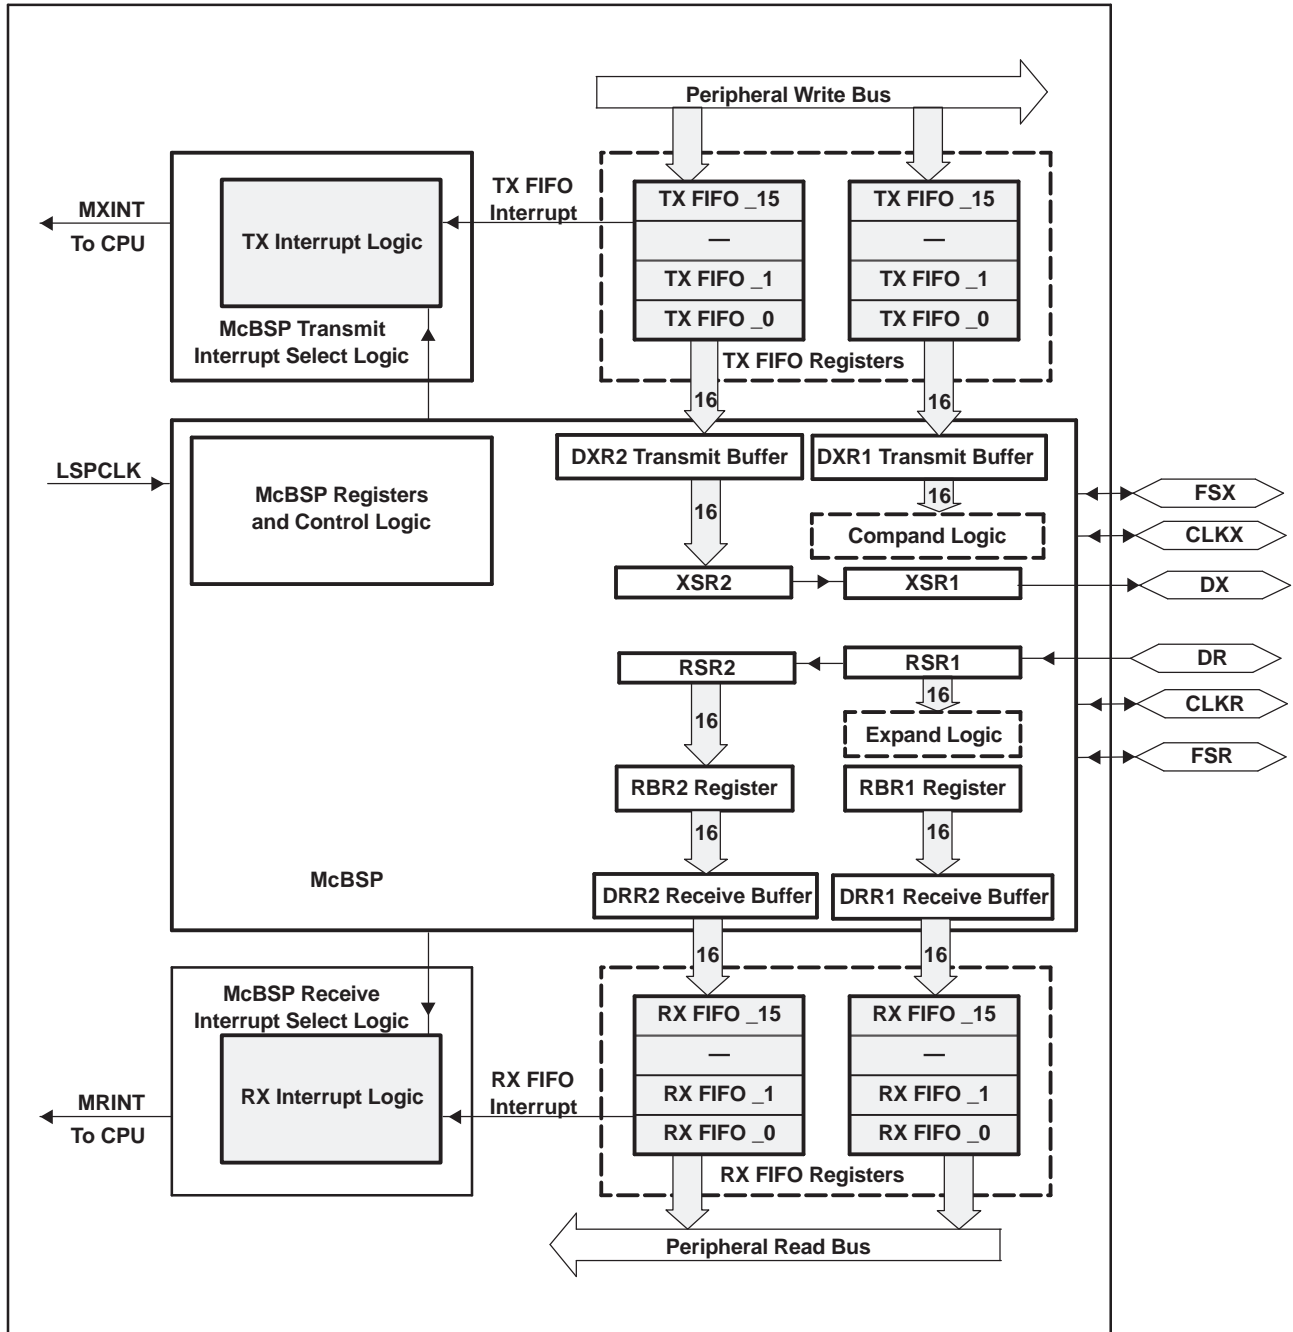 Peripheral Write Bus
TX FIFO
Interrupt
MXINT
To CPU
TX Interrupt Logic
McBSP Transmit
Interrupt Select Logic
TX FIFO _15
—
TX FIFO _1
TX FIFO _0
TX FIFO _15
—
TX FIFO _1
TX FIFO _0
TX FIFO Registers
16
16
LSPCLK
McBSP Registers
and Control Logic
DXR2 Transmit Buffer
DXR1 Transmit Buffer
16
16
Compand Logic
XSR2
XSR1
FSX
CLKX
DX
RSR2
RSR1
DR
16
16
Expand Logic
CLKR
FSR
RBR2 Register
RBR1 Register
16
16
McBSP
DRR2 Receive Buffer
DRR1 Receive Buffer
16
16
McBSP Receive
Interrupt Select Logic
RX Interrupt Logic
MRINT
To CPU
RX FIFO
Interrupt
RX FIFO _15
—
RX FIFO _1
RX FIFO _0
RX FIFO _15
—
RX FIFO _1
RX FIFO _0
RX FIFO Registers
Peripheral Read Bus